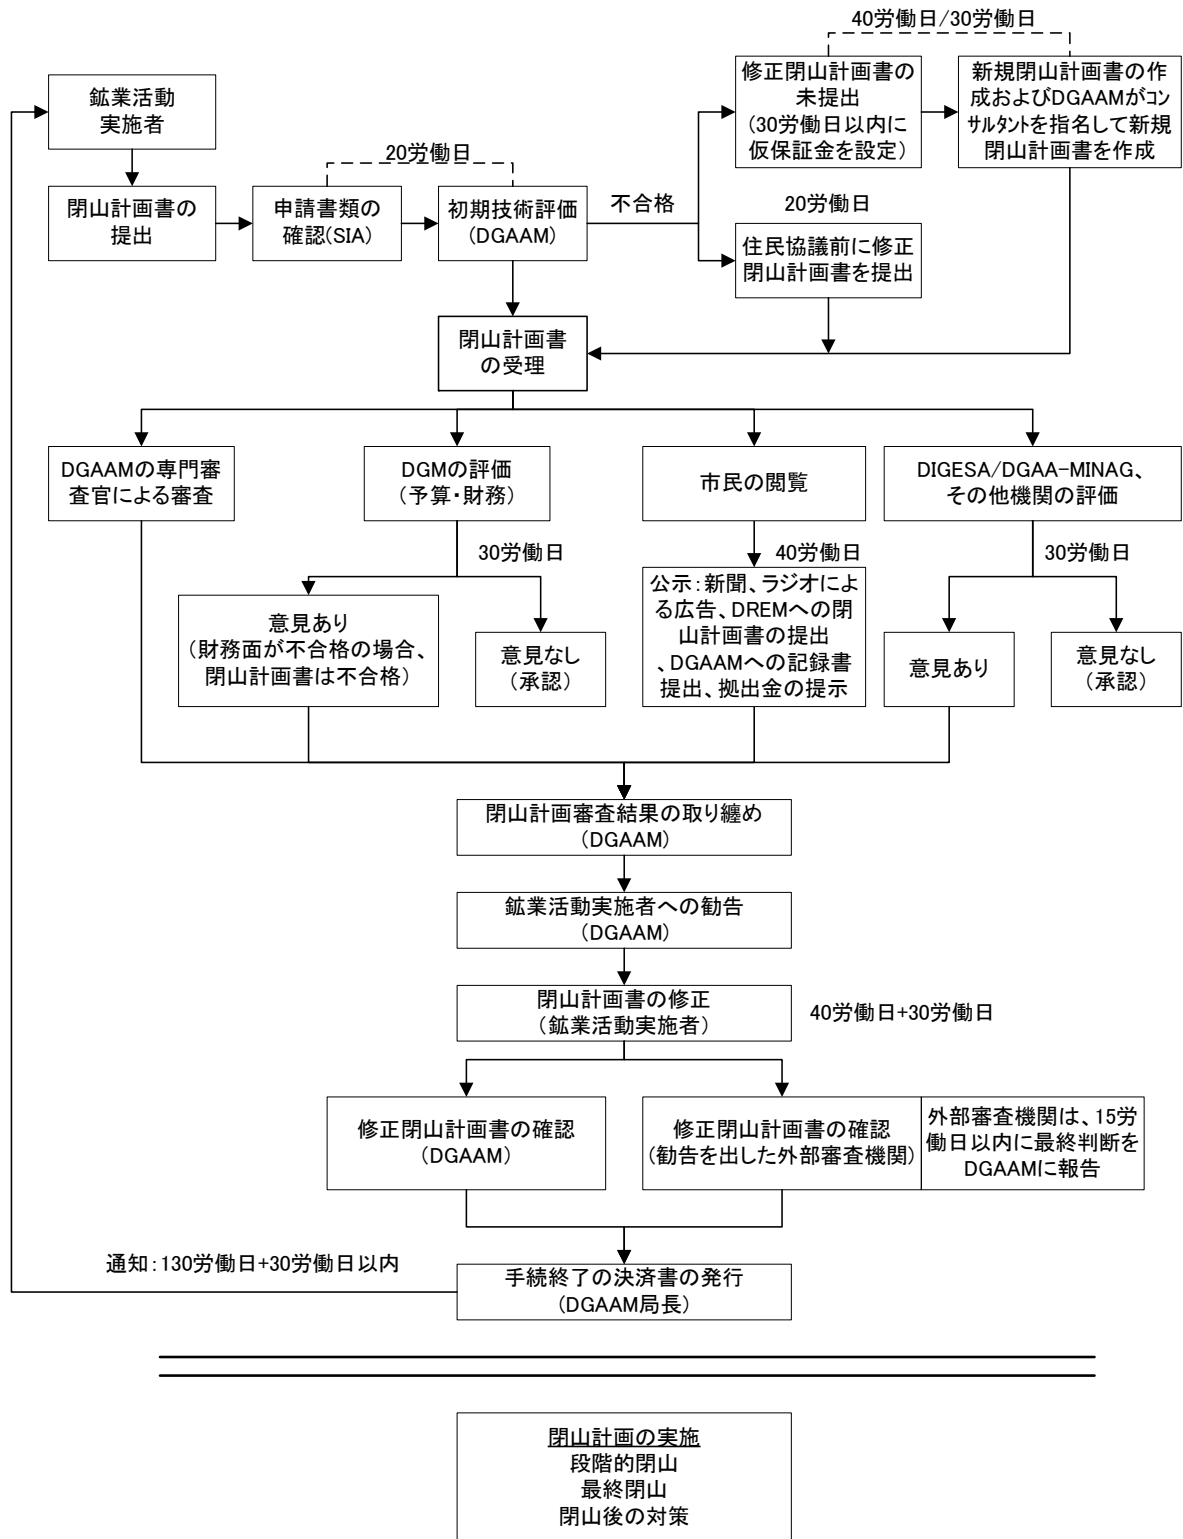 40労働日/30労働日
鉱業活動
実施者
修正閉山計画書の
未提出
(30労働日以内に
仮保証金を設定)
新規閉山計画書の作
成およびDGAAMがコン
サルタントを指名して新規
閉山計画書を作成
20労働日
閉山計画書の
提出
申請書類の
確認(SIA)
初期技術評価
(DGAAM)
不合格
20労働日
住民協議前に修正
閉山計画書を提出
閉山計画書
の受理
DGAAMの専門審
査官による審査
DGMの評価
(予算・財務)
市民の閲覧
DIGESA/DGAA-MINAG、
その他機関の評価
30労働日
40労働日
30労働日
意見あり
(財務面が不合格の場合、
閉山計画書は不合格)
意見なし
(承認)
公示:新聞、ラジオによ
る広告、DREMへの閉
山計画書の提出
、DGAAMへの記録書
提出、拠出金の提示
意見あり
意見なし
(承認)
閉山計画審査結果の取り纏め
(DGAAM)
鉱業活動実施者への勧告
(DGAAM)
閉山計画書の修正
(鉱業活動実施者)
40労働日+30労働日
修正閉山計画書の確認
(DGAAM)
修正閉山計画書の確認
(勧告を出した外部審査機関)
外部審査機関は、15労
働日以内に最終判断を
DGAAMに報告
通知:130労働日+30労働日以内
手続終了の決済書の発行
(DGAAM局長)
閉山計画の実施
段階的閉山
最終閉山
閉山後の対策